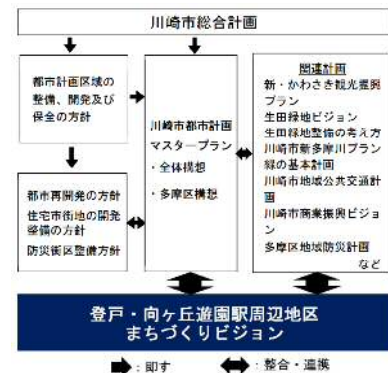 川崎市総合計画
都市計画区域の
整備、開発及び
保全の方針
都市再開発の方針
住宅市街地の開発
整備の方針
防災街区整備方針
川崎市都市計画
マスタープラン
・全体構想
・多摩区構想
関連計画
新・かわさき観光振興
プラン
生田緑地ビジョン
生田緑地整備の考え方
川崎市新多摩川プラン
緑の基本計画
川崎市地域公共交通計
画
川崎市商業振興ビジョ
ン
多摩区地域防災計画
など
登戸・向ヶ丘遊園駅周辺地区
まちづくりビジョン
：即す ：整合・連携